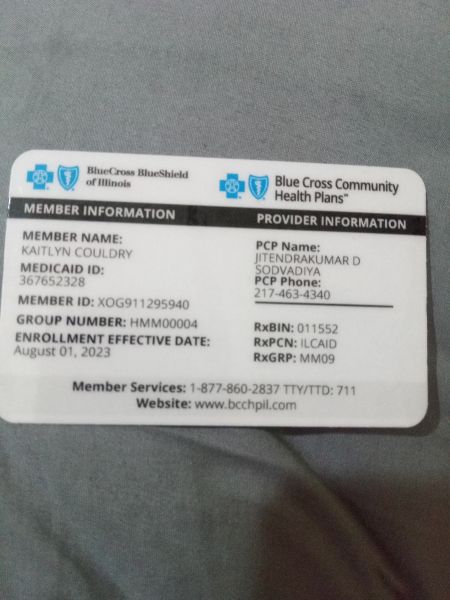 BlueCross BlueShield
of Illinois
Blue Cross Community
Health Plans℠
MEMBER INFORMATION
PROVIDER INFORMATION
MEMBER NAME:
KAITLYN COULDRY
MEDICAID ID:
367652328
MEMBER ID: XOG911295940
GROUP NUMBER: HMM00004
ENROLLMENT EFFECTIVE DATE:
August 01, 2023
PCP Name:
JITENDRAKUMAR D
SODVADIYA
PCP Phone:
217-463-4340
RxBIN: 011552
RxPCN: ILCAID
RxGRP: MM09
Member Services: 1-877-860-2837 TTY/TTD: 711
Website: www.bcchpil.com